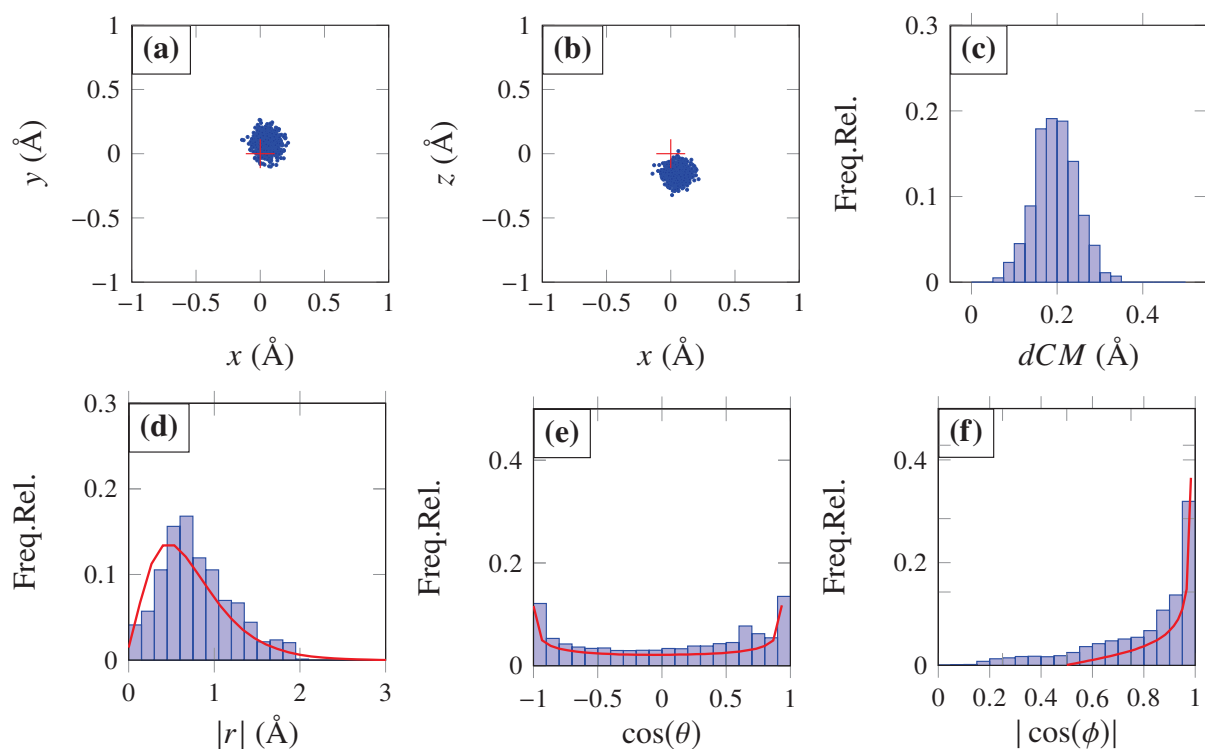 (a)
1
0.5
0
−0.5
−1
y (Å)
−1 −0.5 0 0.5 1
x (Å)
(b)
1
0.5
0
−0.5
−1
z (Å)
−1 −0.5 0 0.5 1
x (Å)
(c)
0.3
0.2
0.1
0
Freq.Rel.
0 0.2 0.4
dCM (Å)
(d)
0.3
0.2
0.1
0
Freq.Rel.
0 1 2 3
|r| (Å)
(e)
0.4
0.2
0
Freq.Rel.
−1 −0.5 0 0.5 1
cos(θ)
(f)
0.4
0.2
0
Freq.Rel.
0 0.2 0.4 0.6 0.8 1
| cos(ϕ)|